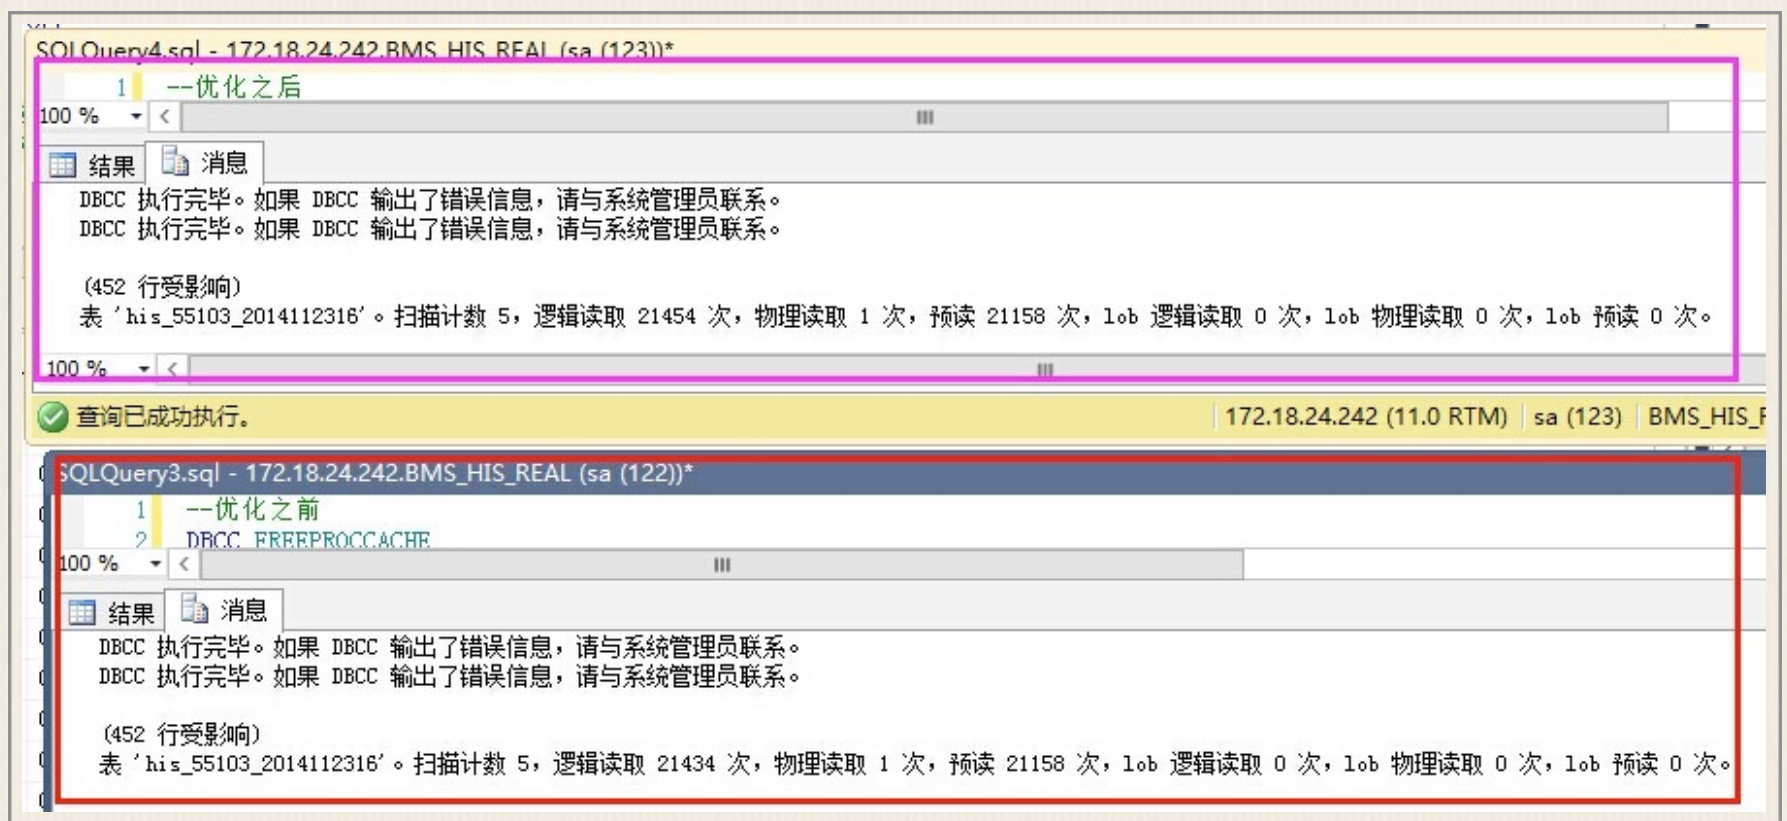 SQLQuery4.sql - 172.18.24.242.BMS_HIS_REAL (sa (123))*
1 --优化之后
100 %
结果 消息
DBCC 执行完毕。如果 DBCC 输出了错误信息，请与系统管理员联系。
DBCC 执行完毕。如果 DBCC 输出了错误信息，请与系统管理员联系。
(452 行受影响)
表 'his_55103_2014112316'。扫描计数 5，逻辑读取 21454 次，物理读取 1 次，预读 21158 次，lob 逻辑读取 0 次，lob 物理读取 0 次，lob 预读 0 次。
100 %
查询已成功执行。 172.18.24.242 (11.0 RTM) sa (123) BMS_HIS_
SQLQuery3.sql - 172.18.24.242.BMS_HIS_REAL (sa (122))*
1 --优化之前
2 DBCC FREEPROCCACHE
100 %
结果 消息
DBCC 执行完毕。如果 DBCC 输出了错误信息，请与系统管理员联系。
DBCC 执行完毕。如果 DBCC 输出了错误信息，请与系统管理员联系。
(452 行受影响)
表 'his_55103_2014112316'。扫描计数 5，逻辑读取 21434 次，物理读取 1 次，预读 21158 次，lob 逻辑读取 0 次，lob 物理读取 0 次，lob 预读 0 次。